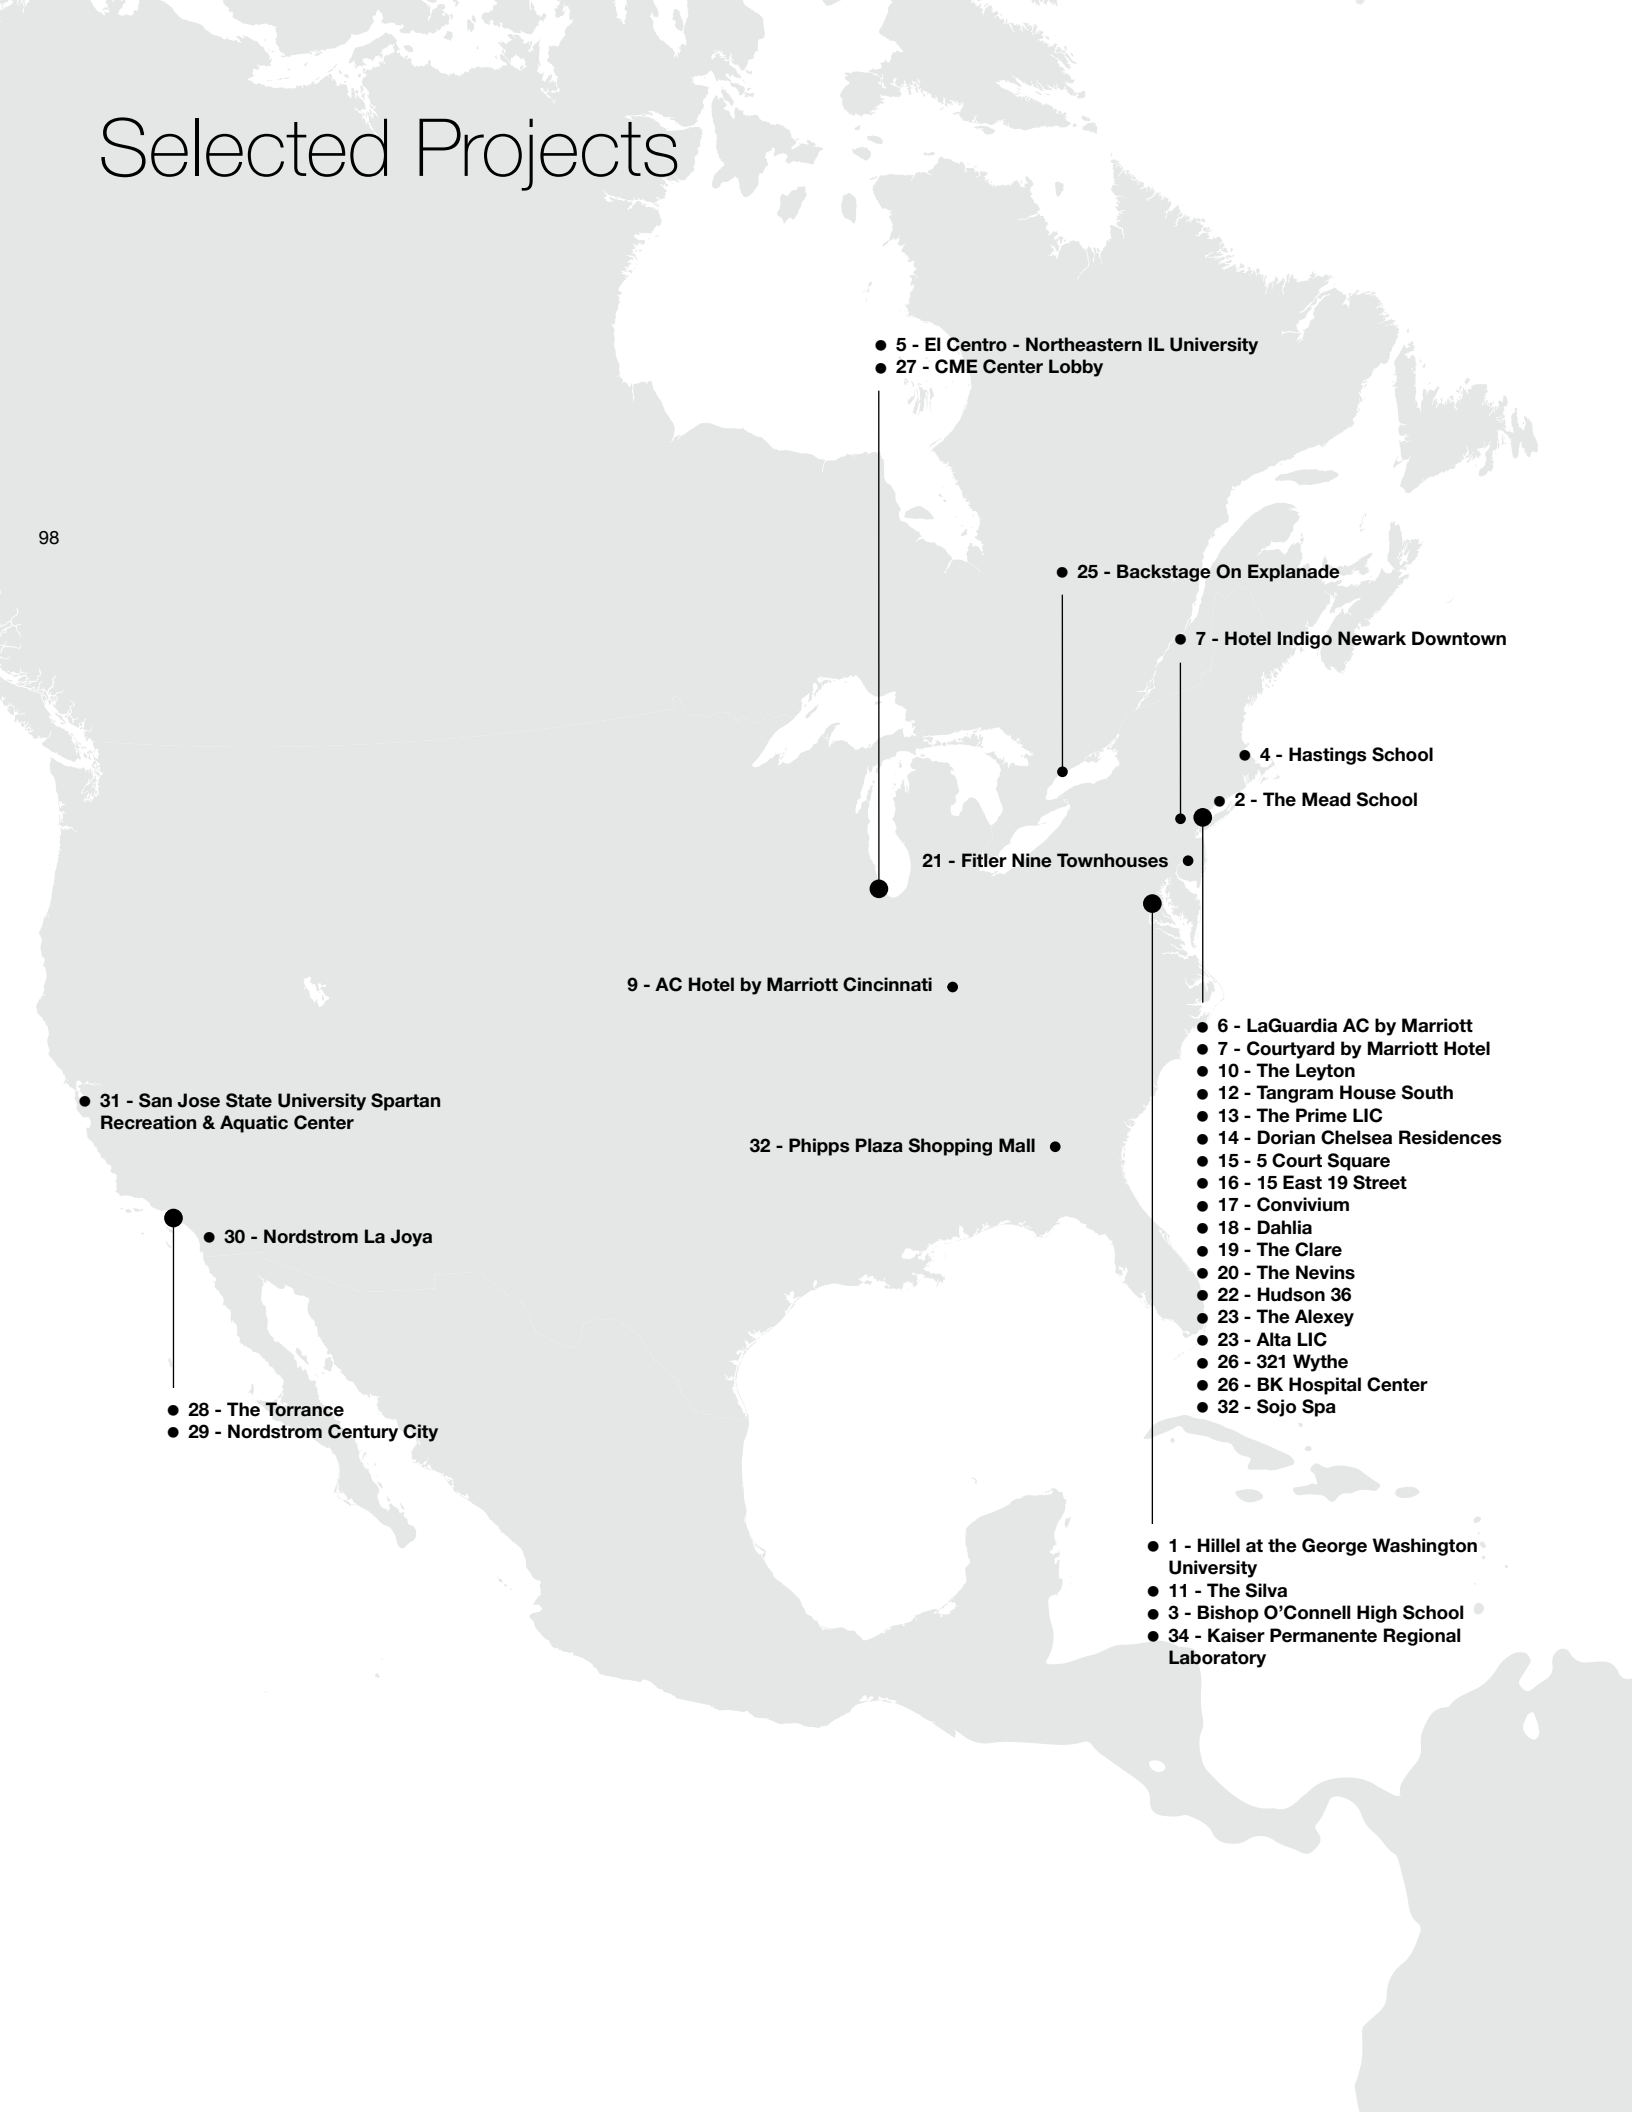 Selected Projects
5 - El Centro - Northeastern IL University
27 - CME Center Lobby
98
25 - Backstage On Explanade
7 - Hotel Indigo Newark Downtown
4 - Hastings School
2 - The Mead School
21 - Fitler Nine Townhouses
9 - AC Hotel by Marriott Cincinnati
6 - LaGuardia AC by Marriott
7 - Courtyard by Marriott Hotel
10 - The Leyton
12 - Tangram House South
13 - The Prime LIC
14 - Dorian Chelsea Residences
15 - 5 Court Square
16 - 15 East 19 Street
17 - Convivium
18 - Dahlia
19 - The Clare
20 - The Nevins
22 - Hudson 36
23 - The Alexey
23 - Alta LIC
26 - 321 Wythe
26 - BK Hospital Center
32 - Sojo Spa
31 - San Jose State University Spartan
Recreation & Aquatic Center
32 - Phipps Plaza Shopping Mall
30 - Nordstrom La Joya
28 - The Torrance
29 - Nordstrom Century City
1 - Hillel at the George Washington
University
11 - The Silva
3 - Bishop O’Connell High School
34 - Kaiser Permanente Regional
Laboratory